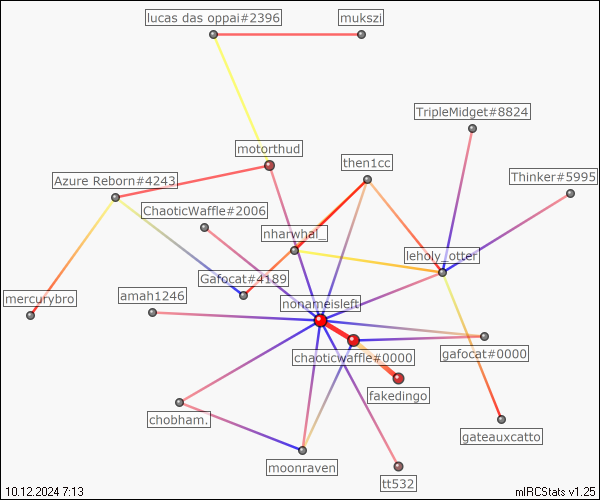 lucas das oppai#2396
mukszi
TripleMidget#8824
motorthud
then1cc
Azure Reborn#4243
Thinker#5995
ChaoticWaffle#2006
nharwhal_
leholy_otter
Gafocat#4189
mercurybro
amah1246
nonameisleft
chaoticwaffle#0000
gafocat#0000
fakedingo
chobham.
gateauxcatto
moonraven
tt532
10.12.2024 7:13
mIRCStats v1.25